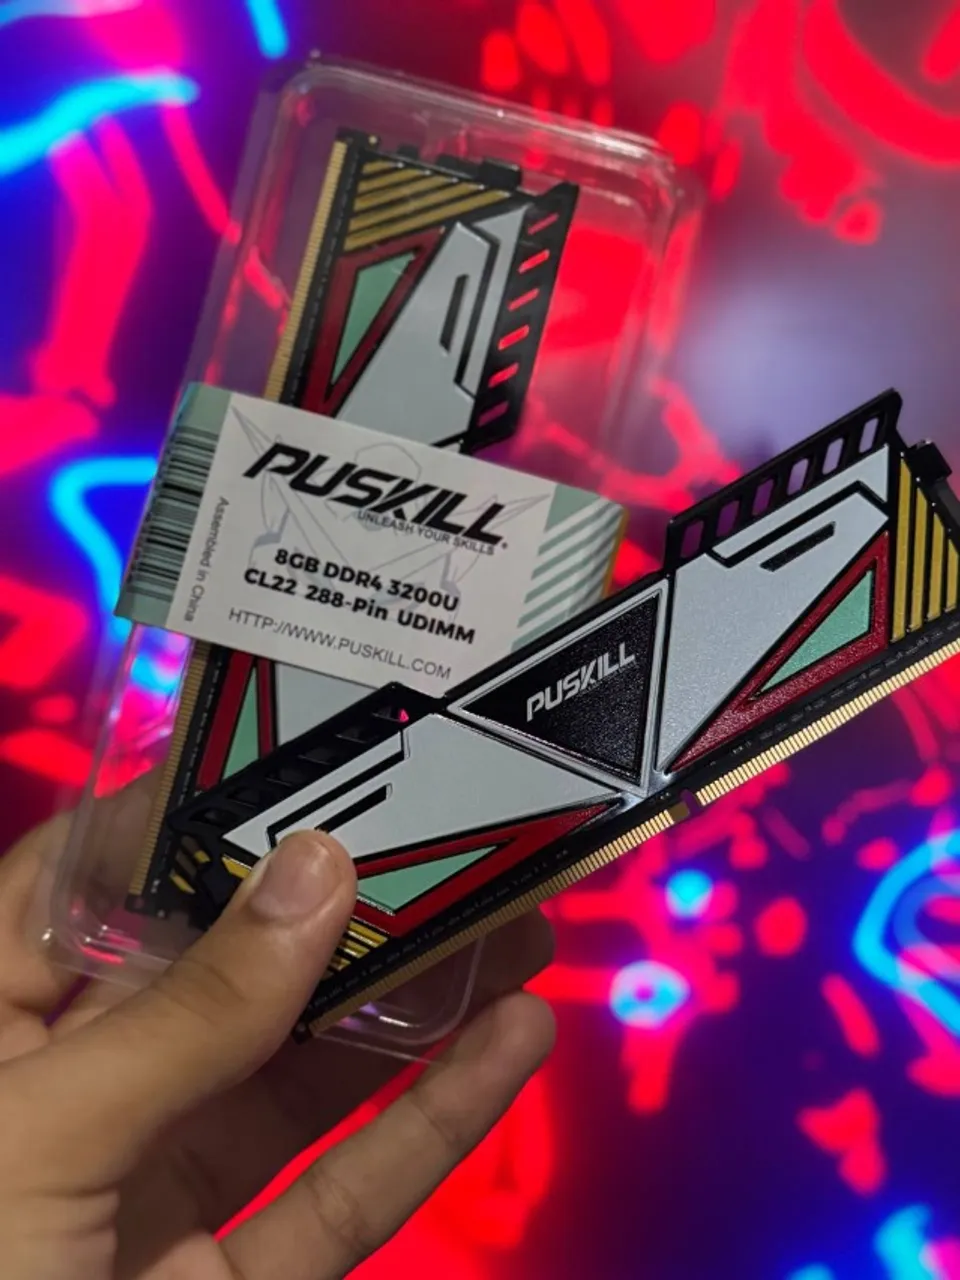 PUSKILL®
UNLEASH YOUR SKILLS
8GB DDR4 3200U
CL22 288-Pin UDIMM
HTTP://WWW.PUSKILL.COM
Assembled in China
PUSKILL